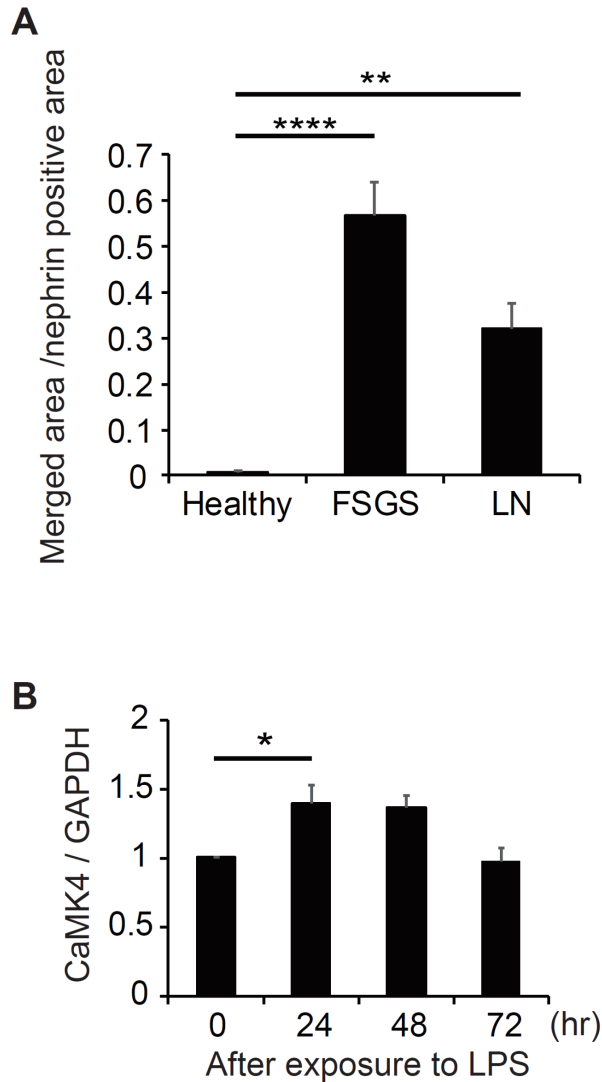 A
Merged area /nephrin positive area
**
****
0.7
0.6
0.5
0.4
0.3
0.2
0.1
0
Healthy FSGS LN
B
CaMK4 / GAPDH
2
1.5
1
0.5
0
*
0 24 48 72 (hr)
After exposure to LPS